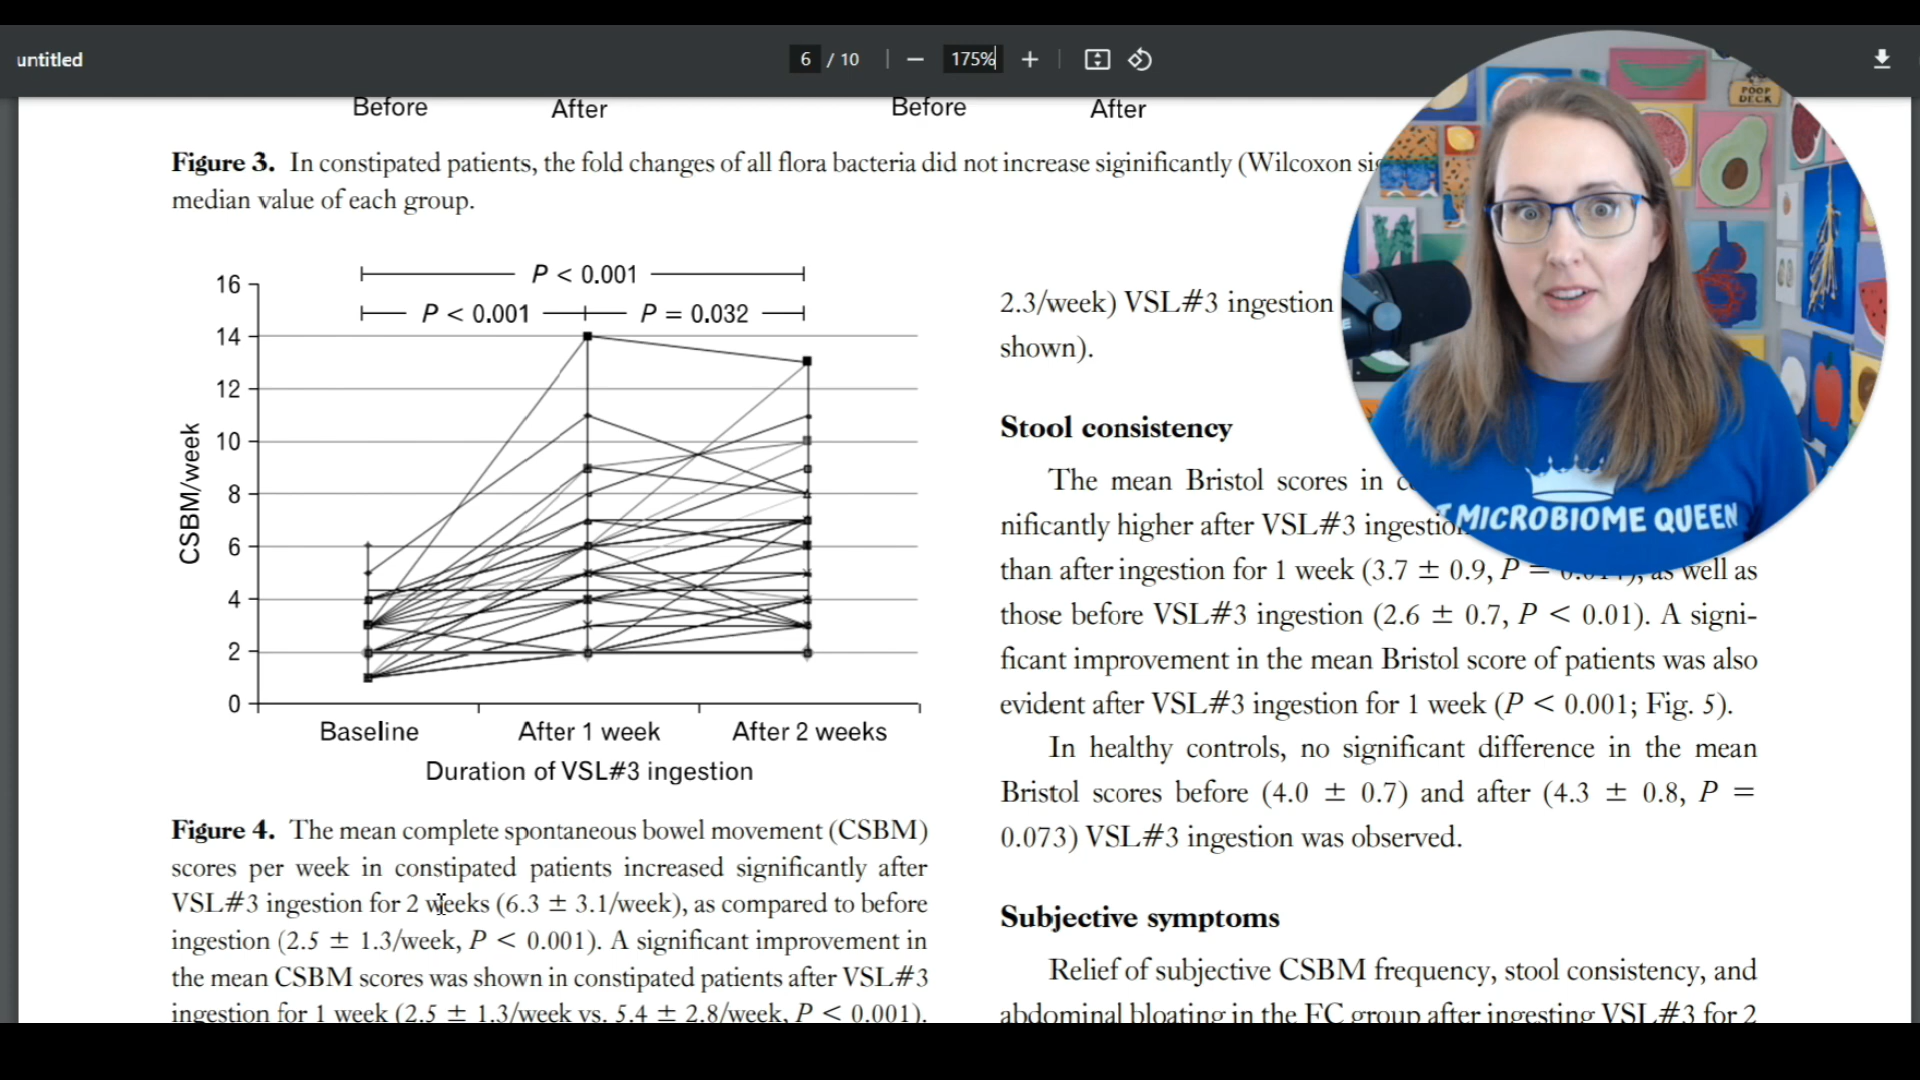 untitled
6 / 10
175%
POOP
DECK
Before
After
Before
After
Figure 3. In constipated patients, the fold changes of all flora bacteria did not increase siginificantly (Wilcoxon
median value of each group.
P < 0.001
P < 0.001
P = 0.032
16
14
12
10
8
6
4
2
0
CSBM/week
Baseline
After 1 week
After 2 weeks
Duration of VSL#3 ingestion
Figure 4. The mean complete spontaneous bowel movement (CSBM)
scores per week in constipated patients increased significantly after
VSL#3 ingestion for 2 weeks (6.3 ± 3.1/week), as compared to before
ingestion (2.5 ± 1.3/week, P < 0.001). A significant improvement in
the mean CSBM scores was shown in constipated patients after VSL#3
ingestion for 1 week (2.5 ± 1.3/week vs. 5.4 ± 2.8/week, P < 0.001).
2.3/week) VSL#3 ingestion
shown).
Stool consistency
The mean Bristol scores in
nificantly higher after VSL#3
than after ingestion for 1 week (3.7 ± 0.9, P = as well as
those before VSL#3 ingestion (2.6 ± 0.7, P < 0.01). A signi-
ficant improvement in the mean Bristol score of patients was also
evident after VSL#3 ingestion for 1 week (P < 0.001; Fig. 5).
In healthy controls, no significant difference in the mean
Bristol scores before (4.0 ± 0.7) and after (4.3 ± 0.8, P =
0.073) VSL#3 ingestion was observed.
Subjective symptoms
Relief of subjective CSBM frequency, stool consistency, and
abdominal bloating in the FC group after ingesting VSL#3 for 2
MICROBIOME QUEEN